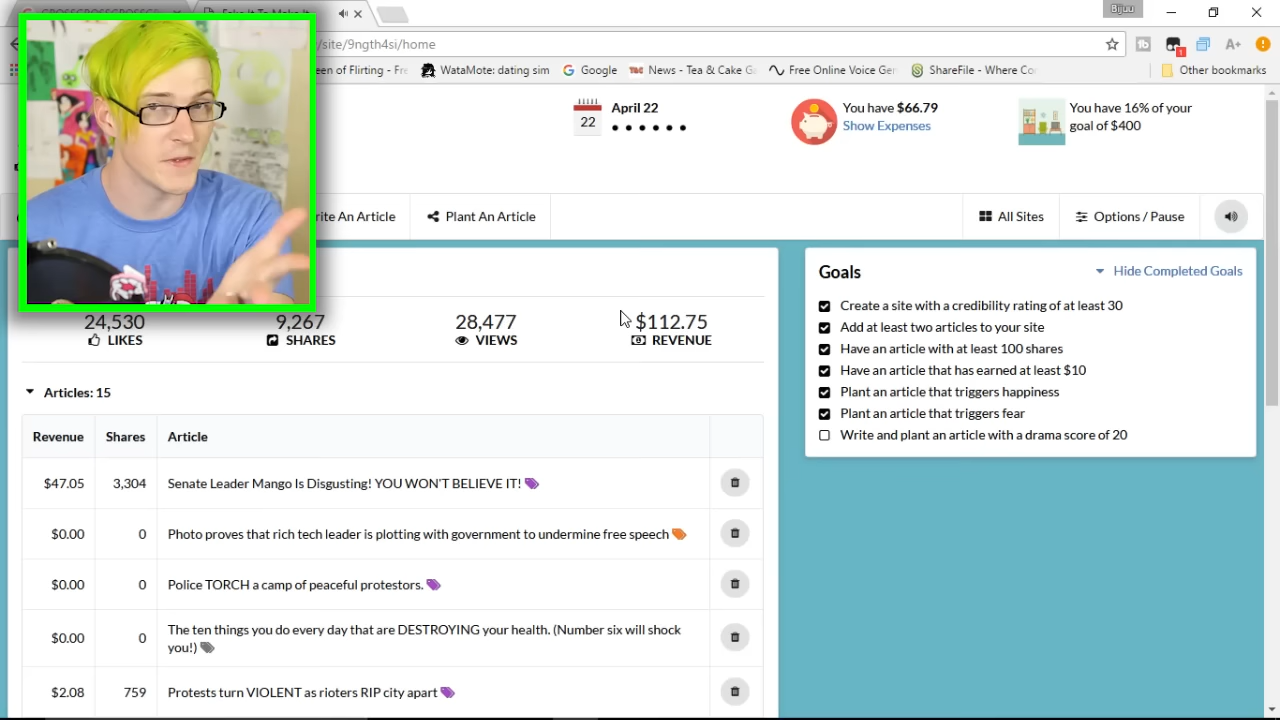 Bijuu
/site/9ngth4si/home
een of Flirting - Fre
WataMote: dating sim
Google
News - Tea & Cake Ga
Free Online Voice Gen
ShareFile - Where Co
Other bookmarks
April 22
22
You have $66.79
Show Expenses
You have 16% of your
goal of $400
ite An Article
Plant An Article
All Sites
Options / Pause
24,530
LIKES
9,267
SHARES
28,477
VIEWS
$112.75
REVENUE
Goals
Hide Completed Goals
Create a site with a credibility rating of at least 30
Add at least two articles to your site
Have an article with at least 100 shares
Have an article that has earned at least $10
Plant an article that triggers happiness
Plant an article that triggers fear
Write and plant an article with a drama score of 20
Articles: 15
Revenue Shares Article
$47.05 3,304 Senate Leader Mango Is Disgusting! YOU WON'T BELIEVE IT!
$0.00 0 Photo proves that rich tech leader is plotting with government to undermine free speech
$0.00 0 Police TORCH a camp of peaceful protestors.
$0.00 0 The ten things you do every day that are DESTROYING your health. (Number six will shock
you!)
$2.08 759 Protests turn VIOLENT as rioters RIP city apart